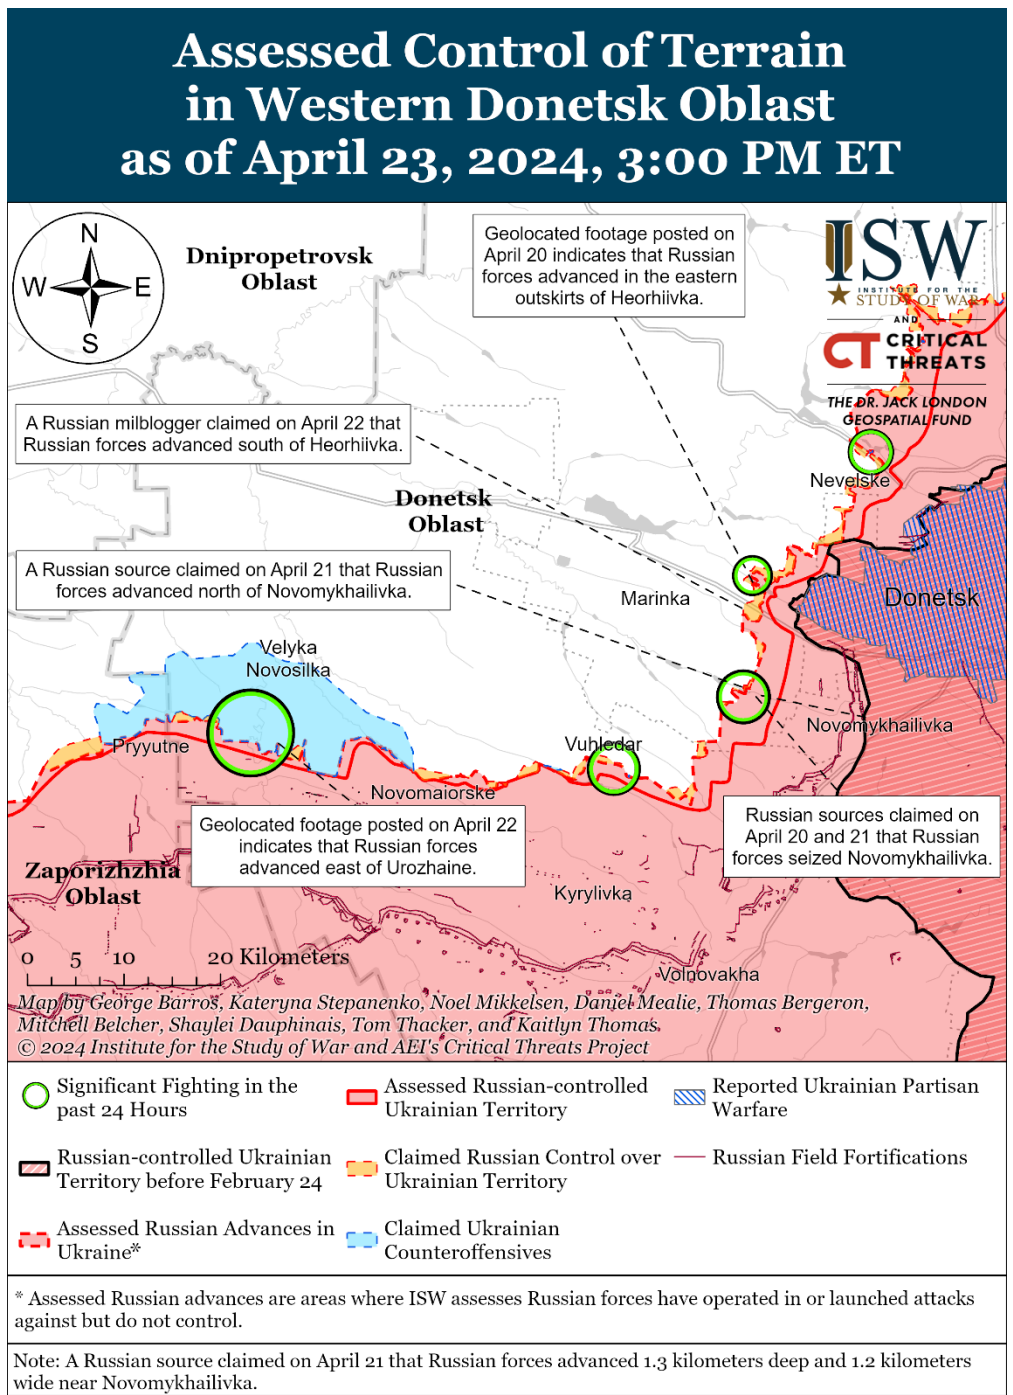 Assessed Control of Terrain
in Western Donetsk Oblast
as of April 23, 2024, 3:00 PM ET
N
W
E
S
Dnipropetrovsk
Oblast
Geolocated footage posted on
April 20 indicates that Russian
forces advanced in the eastern
outskirts of Heorhiivka.
ISW
INSTITUTE FOR THE
STUDY OF WAR
AND
CT CRITICAL
THREATS
THE DR. JACK LONDON
GEOSPATIAL FUND
A Russian milblogger claimed on April 22 that
Russian forces advanced south of Heorhiivka.
Nevelske
Donetsk
Oblast
A Russian source claimed on April 21 that Russian
forces advanced north of Novomykhailivka.
Marinka
Donetsk
Velyka
Novosilka
Novomykhailivka
Pryyutne
Vuhledar
Novomaiorske
Geolocated footage posted on April 22
indicates that Russian forces
advanced east of Urozhaine.
Russian sources claimed on
April 20 and 21 that Russian
forces seized Novomykhailivka.
Zaporizhzhia
Oblast
Kyrylivka
Volnovakha
0 5 10 20 Kilometers
Map by George Barros, Kateryna Stepanenko, Noel Mikkelsen, Daniel Mealie, Thomas Bergeron,
Mitchell Belcher, Shaylei Dauphinais, Tom Thacker, and Kaitlyn Thomas
© 2024 Institute for the Study of War and AEI's Critical Threats Project
Significant Fighting in the
past 24 Hours
Assessed Russian-controlled
Ukrainian Territory
Reported Ukrainian Partisan
Warfare
Russian-controlled Ukrainian
Territory before February 24
Claimed Russian Control over
Ukrainian Territory
Russian Field Fortifications
Assessed Russian Advances in
Ukraine*
Claimed Ukrainian
Counteroffensives
* Assessed Russian advances are areas where ISW assesses Russian forces have operated in or launched attacks
against but do not control.
Note: A Russian source claimed on April 21 that Russian forces advanced 1.3 kilometers deep and 1.2 kilometers
wide near Novomykhailivka.